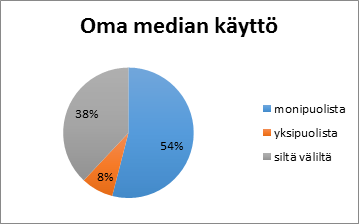 Oma median käyttö
38%
54%
8%
monipuolista
yksipuolista
siltä väliltä